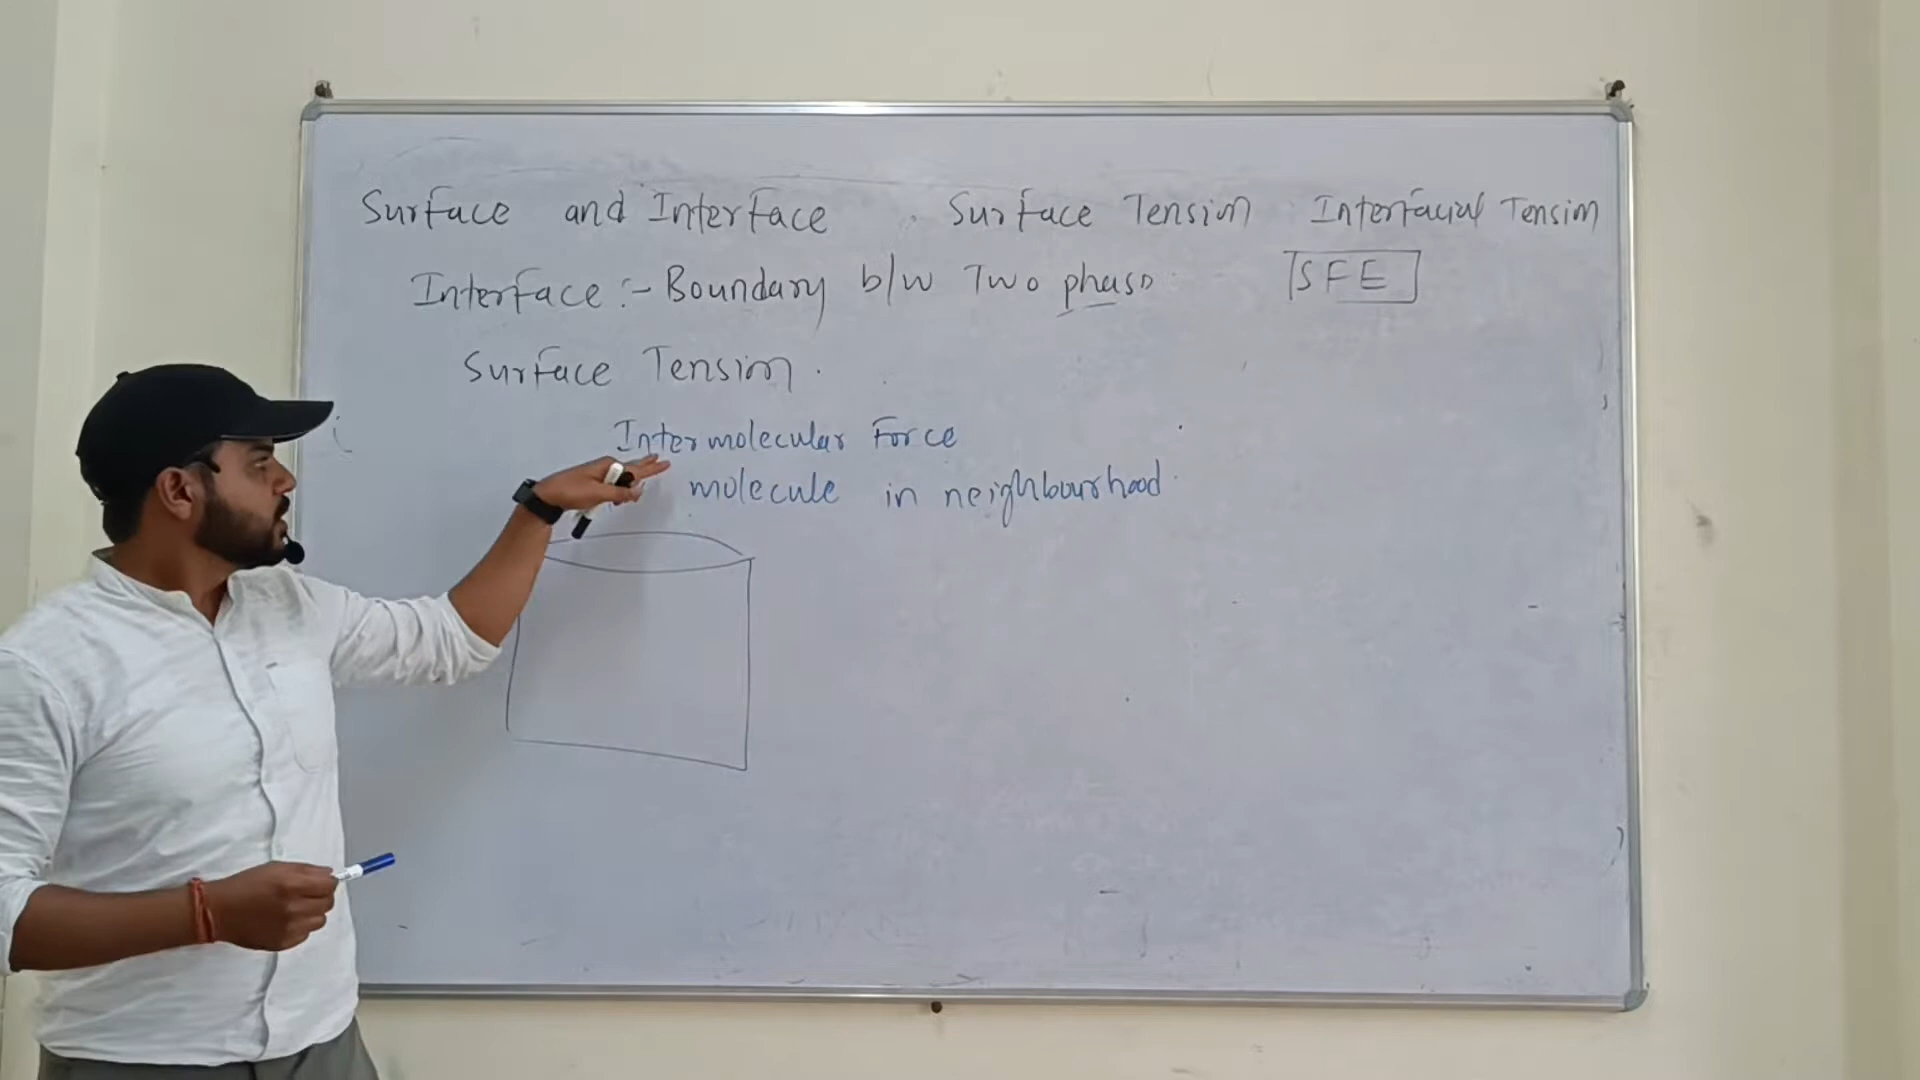 Surface and Interface Surface Tension Interfacial Tension
Interface :- Boundary b/w Two phase
SFE
Surface Tension
Intermolecular Force
molecule in neighbourhood